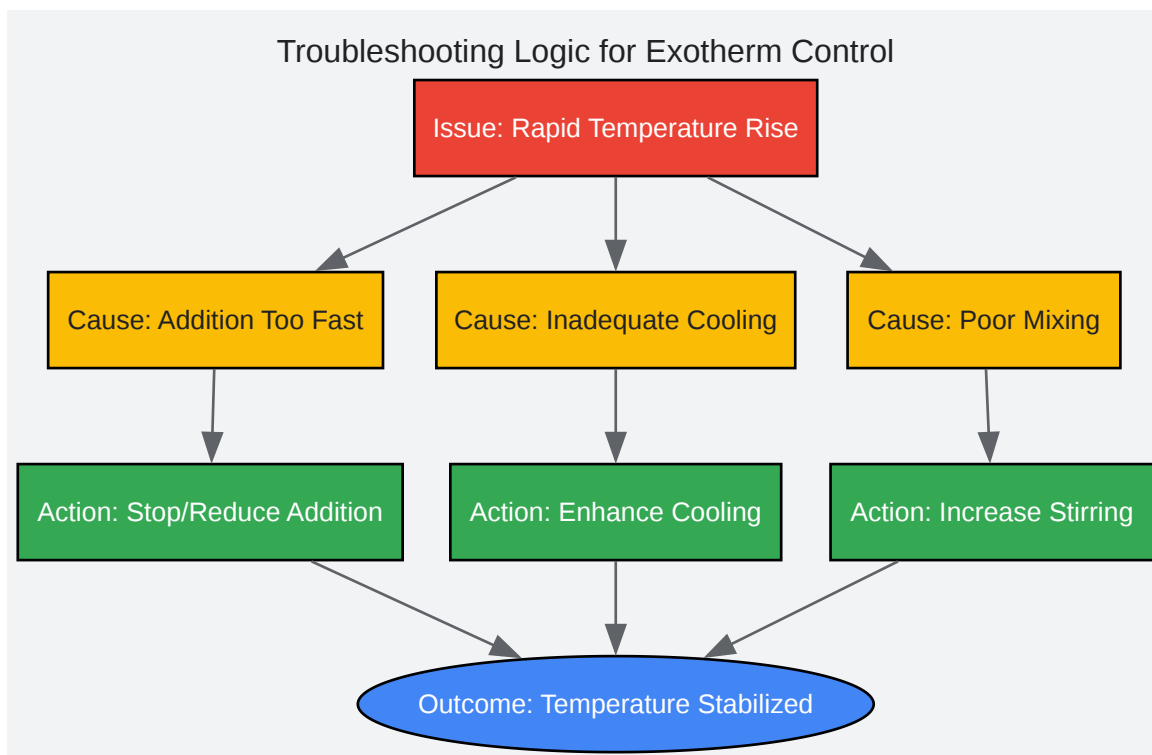 Troubleshooting Logic for Exotherm Control
Issue: Rapid Temperature Rise
Cause: Addition Too Fast
Cause: Inadequate Cooling
Cause: Poor Mixing
Action: Stop/Reduce Addition
Action: Enhance Cooling
Action: Increase Stirring
Outcome: Temperature Stabilized